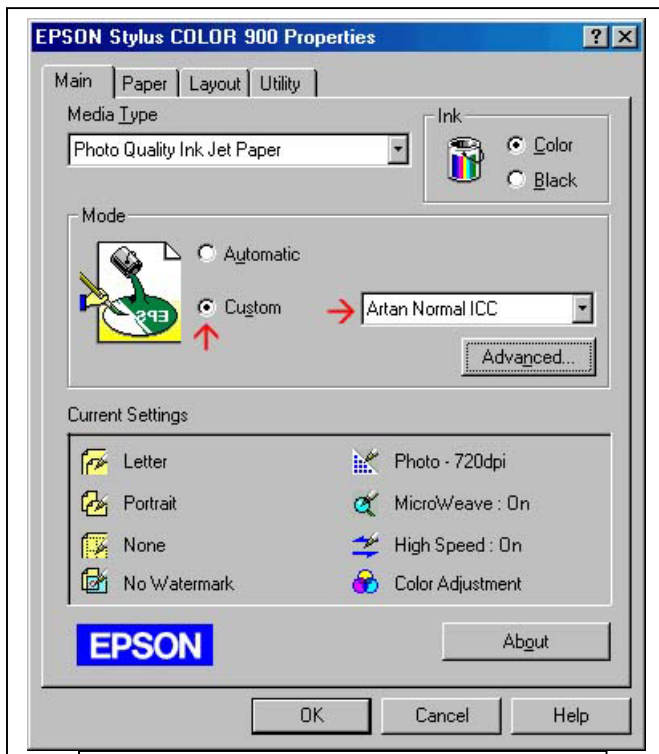 EPSON Stylus COLOR 900 Properties
Main Paper Layout Utility
Media Type
Photo Quality Ink Jet Paper
Ink
Color
Black
Mode
Automatic
Custom
Artan Normal ICC
Advanced...
EPS
Current Settings
Letter
Photo - 720dpi
Portrait
MicroWeave : On
None
High Speed : On
No Watermark
Color Adjustment
EPSON
About
OK Cancel Help